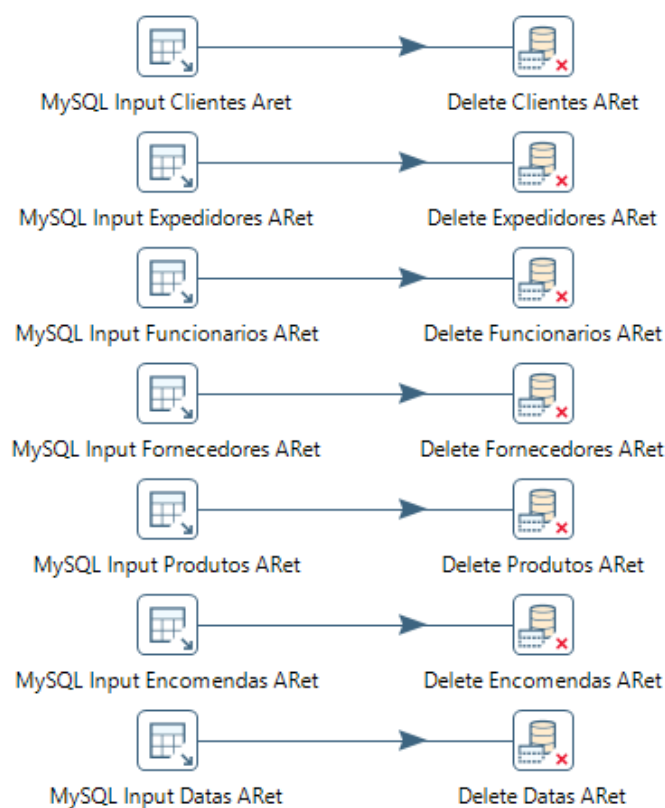 MySQL Input Clientes Aret
Delete Clientes ARet
MySQL Input Expedidores ARet
Delete Expedidores ARet
MySQL Input Funcionarios ARet
Delete Funcionarios ARet
MySQL Input Fornecedores ARet
Delete Fornecedores ARet
MySQL Input Produtos ARet
Delete Produtos ARet
MySQL Input Encomendas ARet
Delete Encomendas ARet
MySQL Input Datas ARet
Delete Datas ARet